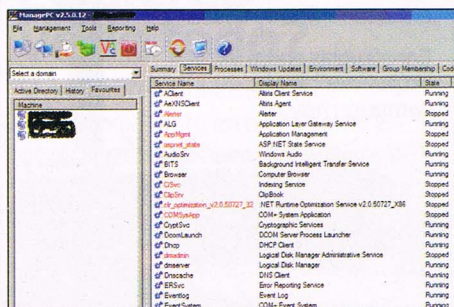 ManagePC v2.5.0.12 -
File Management Tools Reporting Help
Select a domain
Active Directory History Favourites
Machine
Summary Services Processes Windows Updates Environment Software Group Membership
Service Name Display Name State
AClient Altiris Client Service Running
AeXNSClient Altiris Agent Running
Alerter Alerter Stopped
ALG Application Layer Gateway Service Running
AppMgmt Application Management Stopped
aspnet_state ASP.NET State Service Stopped
AudioSrv Windows Audio Running
BITS Background Intelligent Transfer Service Running
Browser Computer Browser Running
CiSvc Indexing Service Stopped
ClipSrv ClipBook Stopped
clr_optimization_v2.0.50727_32 .NET Runtime Optimization Service v2.0.50727_X86 Stopped
COMSysApp COM+ System Application Stopped
CryptSvc Cryptographic Services Running
DcomLaunch DCOM Server Process Launcher Running
Dhcp DHCP Client Running
dmadmin Logical Disk Manager Administrative Service Stopped
dmserver Logical Disk Manager Running
Dnscache DNS Client Running
ERSvc Error Reporting Service Running
Eventlog Event Log Running
EventSystem COM+ Event System Running